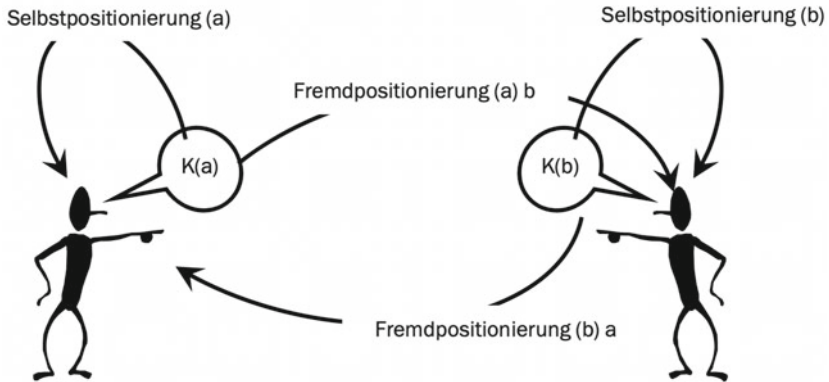 Selbstpositionierung (a)
Selbstpositionierung (b)
Fremdpositionierung (a) b
K(a)
K(b)
Fremdpositionierung (b) a